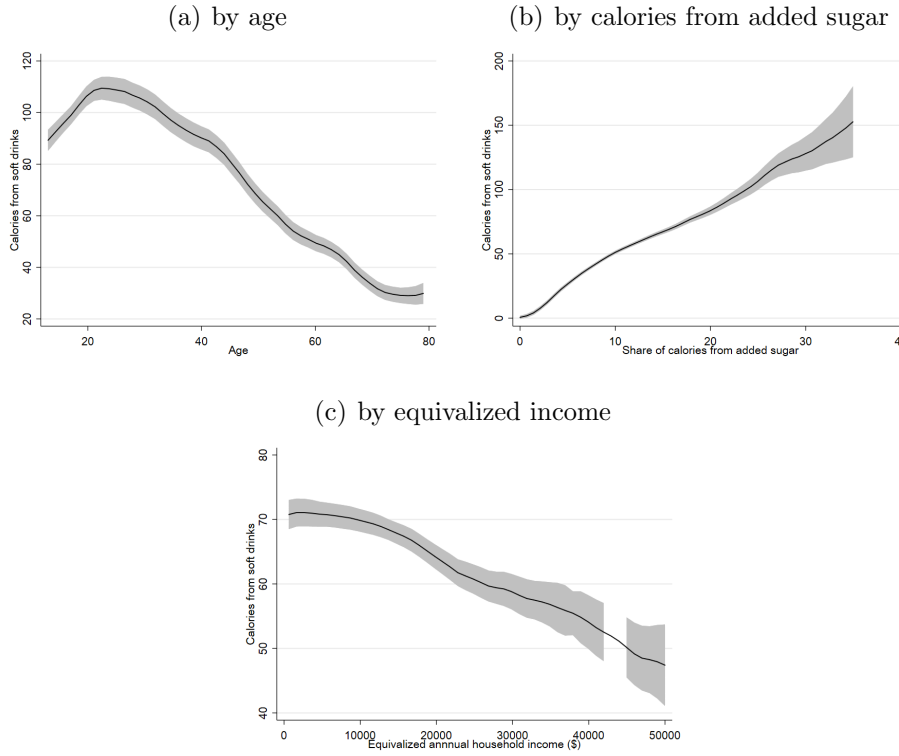 (a) by age
(b) by calories from added sugar
120
100
80
60
40
20
Calories from soft drinks
20 40 60 80
Age
200
150
100
50
0
Calories from soft drinks
0 10 20 30
Share of calories from added sugar
(c) by equivalized income
80
70
60
50
40
Calories from soft drinks
0 10000 20000 30000 40000 50000
Equivalized annnual household income ($)